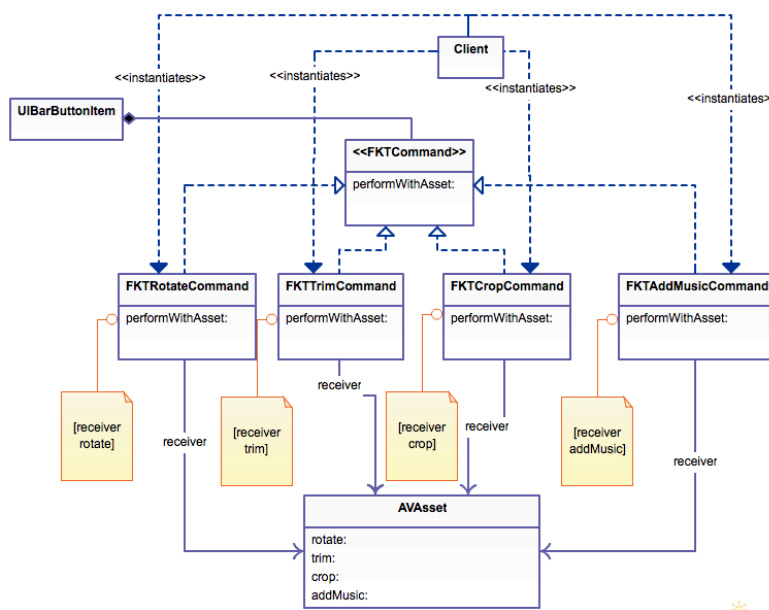 Client
<<instantiates>>
<<instantiates>>
<<instantiates>>
<<instantiates>>
UIBarButtonItem
<<FKTCommand>>
performWithAsset:
FKTRotateCommand
performWithAsset:
FKTTrimCommand
performWithAsset:
FKTCropCommand
performWithAsset:
FKTAddMusicCommand
performWithAsset:
[receiver
rotate]
receiver
[receiver
trim]
receiver
[receiver
crop]
receiver
[receiver
addMusic]
receiver
AVAsset
rotate:
trim:
crop:
addMusic: